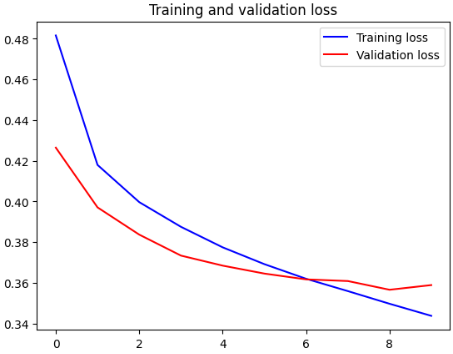 Training and validation loss
Training loss
Validation loss
0.48
0.46
0.44
0.42
0.40
0.38
0.36
0.34
0 2 4 6 8